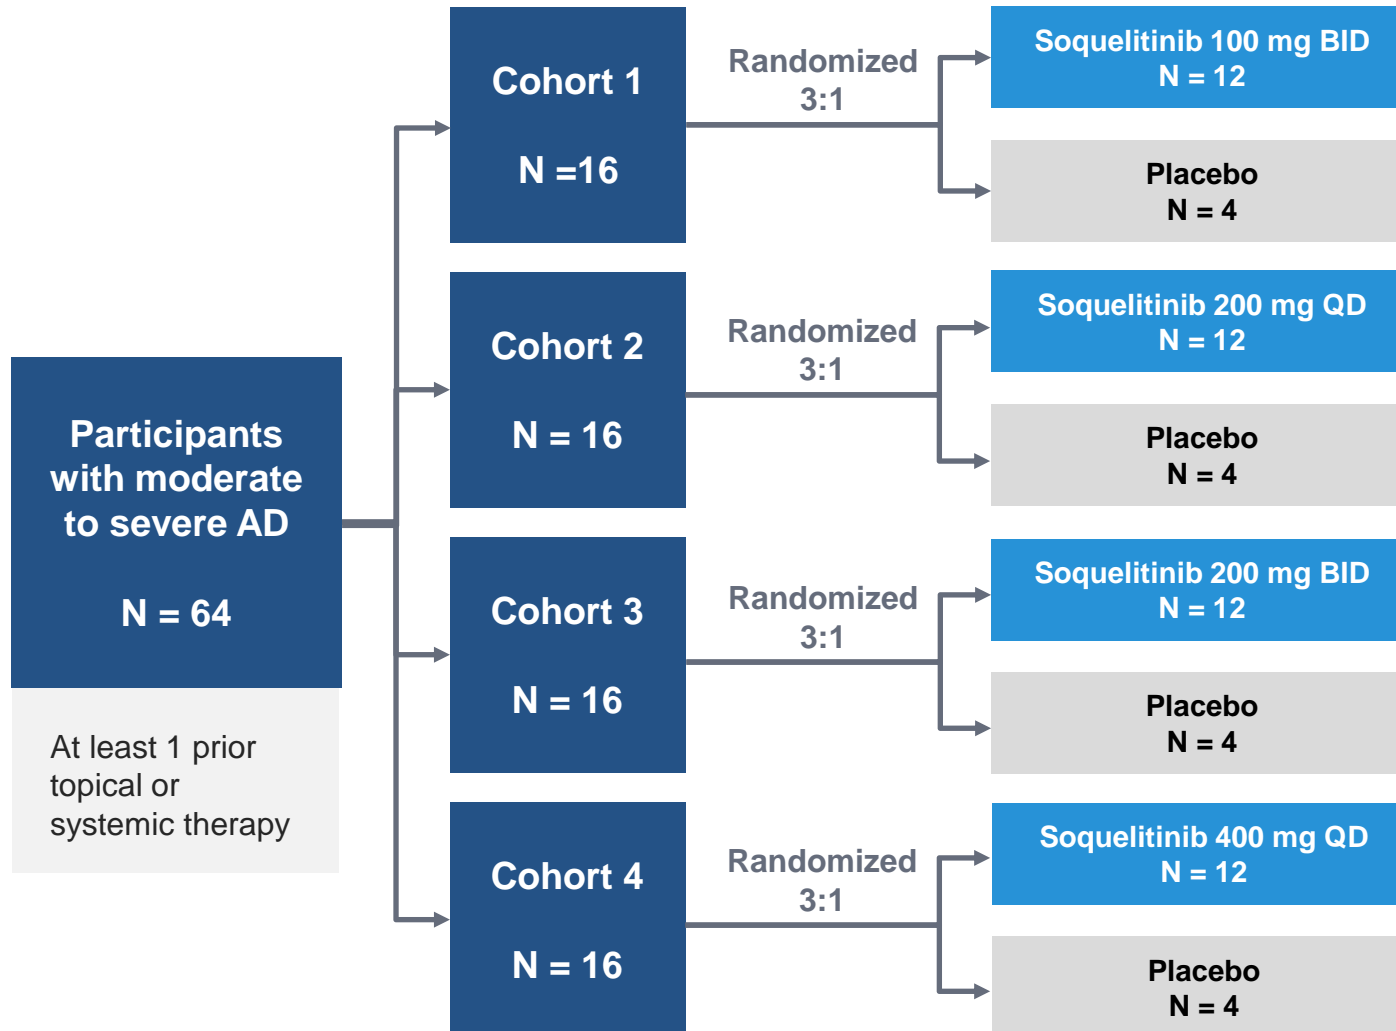 Participants
with moderate
to severe AD
N = 64
At least 1 prior
topical or
systemic therapy
Cohort 1
N =16
Randomized
3:1
Soquelitinib 100 mg BID
N = 12
Placebo
N = 4
Cohort 2
N = 16
Randomized
3:1
Soquelitinib 200 mg QD
N = 12
Placebo
N = 4
Cohort 3
N = 16
Randomized
3:1
Soquelitinib 200 mg BID
N = 12
Placebo
N = 4
Cohort 4
N = 16
Randomized
3:1
Soquelitinib 400 mg QD
N = 12
Placebo
N = 4